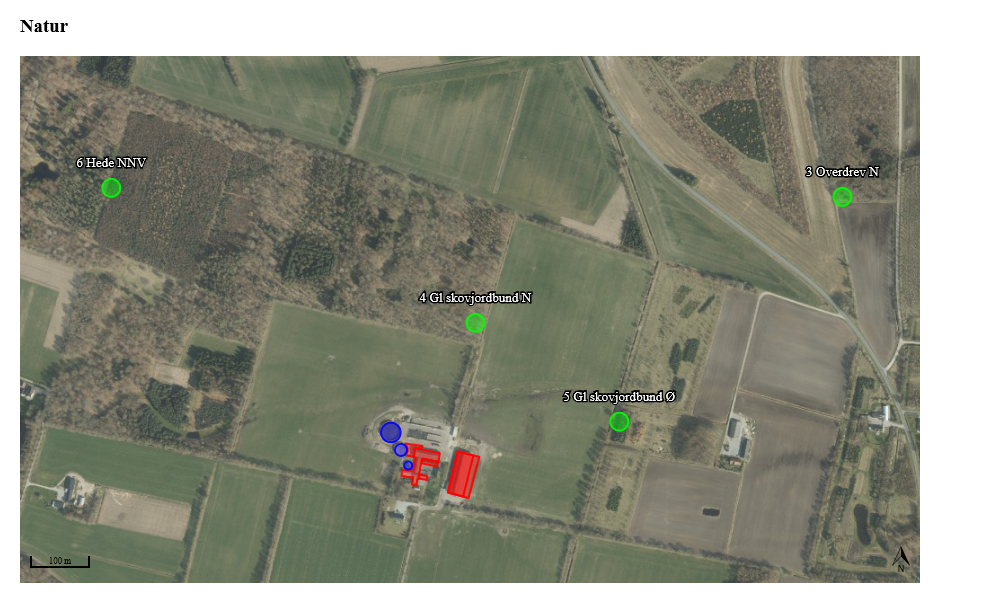 Natur
6 Hede NNV
3 Overdrev N
4 Gl skovjordbund N
5 Gl skovjordbund Ø
100 m
N